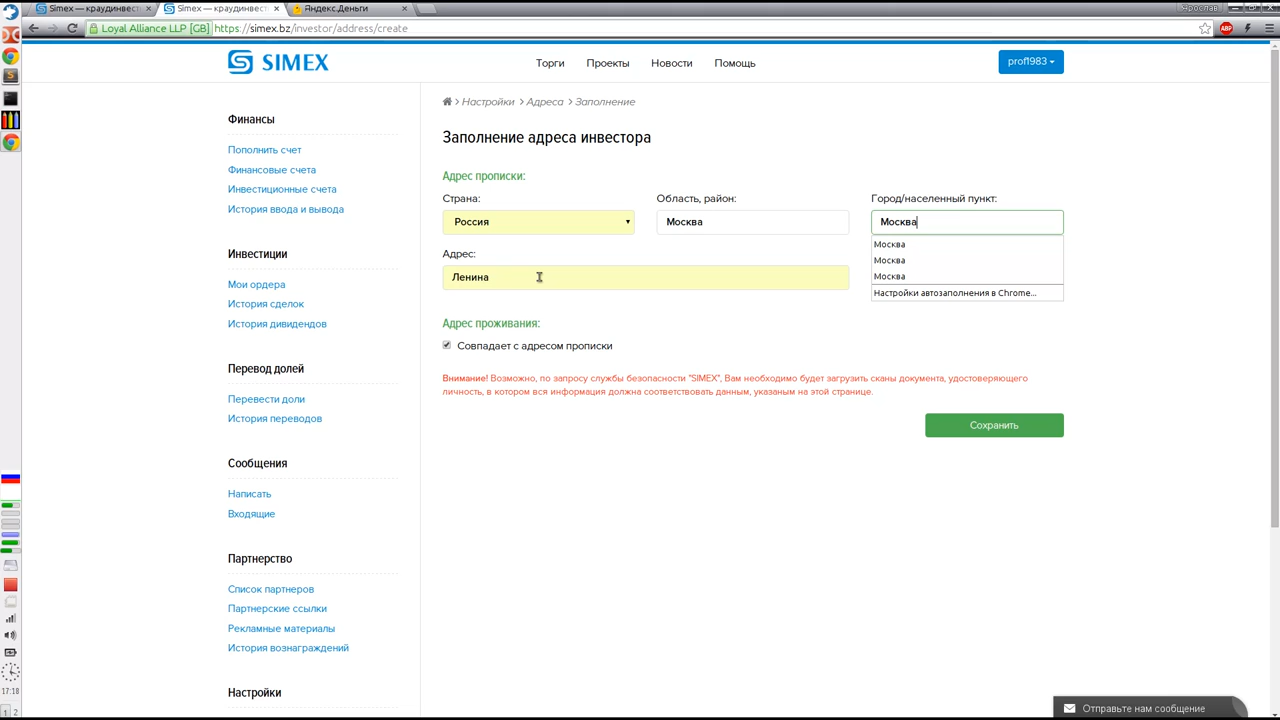 Simex — краудинвест
Simex — краудинвест
Яндекс.Деньги
Ярослав
Loyal Alliance LLP [GB]
https://simex.bz/investor/address/create
ABP
SIMEX
Торги
Проекты
Новости
Помощь
prof1983
Финансы
Пополнить счет
Финансовые счета
Инвестиционные счета
История ввода и вывода
Инвестиции
Мои ордера
История сделок
История дивидендов
Перевод долей
Перевести доли
История переводов
Сообщения
Написать
Входящие
Партнерство
Список партнеров
Партнерские ссылки
Рекламные материалы
История вознаграждений
Настройки
Настройки > Адреса > Заполнение
Заполнение адреса инвестора
Адрес прописки:
Страна:
Россия
Область, район:
Москва
Город/населенный пункт:
Москва
Москва
Москва
Москва
Настройки автозаполнения в Chrome...
Адрес:
Ленина
Адрес проживания:
Совпадает с адресом прописки
Внимание! Возможно, по запросу службы безопасности "SIMEX", Вам необходимо будет загрузить сканы документа, удостоверяющего
личность, в котором вся информация должна соответствовать данным, указаным на этой странице.
Сохранить
Отправьте нам сообщение
17:18
1 2